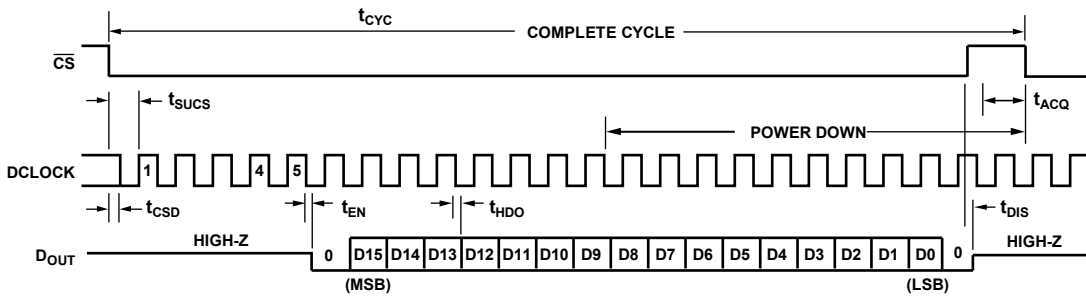 tCYC
COMPLETE CYCLE
CS
tSUCS
tACQ
POWER DOWN
DCLOCK
1 4 5
tCSD
tEN
tHDO
tDIS
HIGH-Z
HIGH-Z
DOUT
0 D15 D14 D13 D12 D11 D10 D9 D8 D7 D6 D5 D4 D3 D2 D1 D0 0
(MSB)
(LSB)